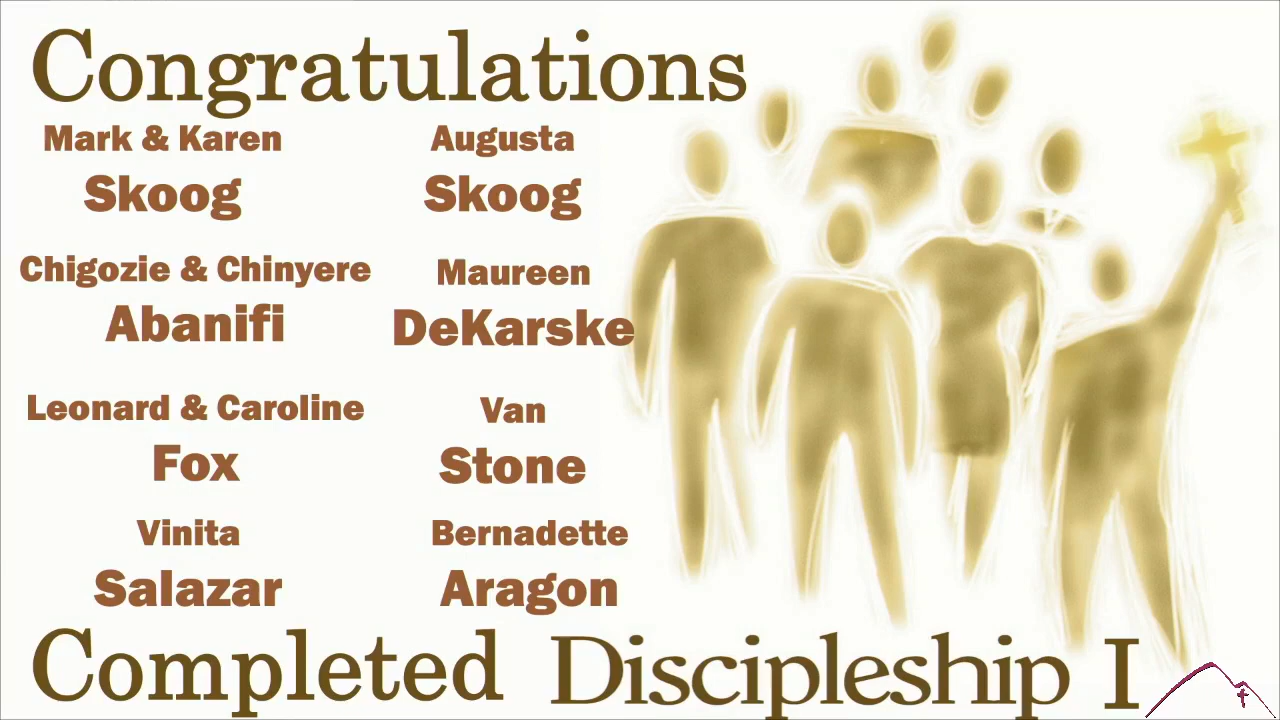 Congratulations
Mark & Karen
Skoog
Augusta
Skoog
Chigozie & Chinyere
Abanifi
Maureen
DeKarske
Leonard & Caroline
Fox
Van
Stone
Vinita
Salazar
Bernadette
Aragon
Completed Discipleship I